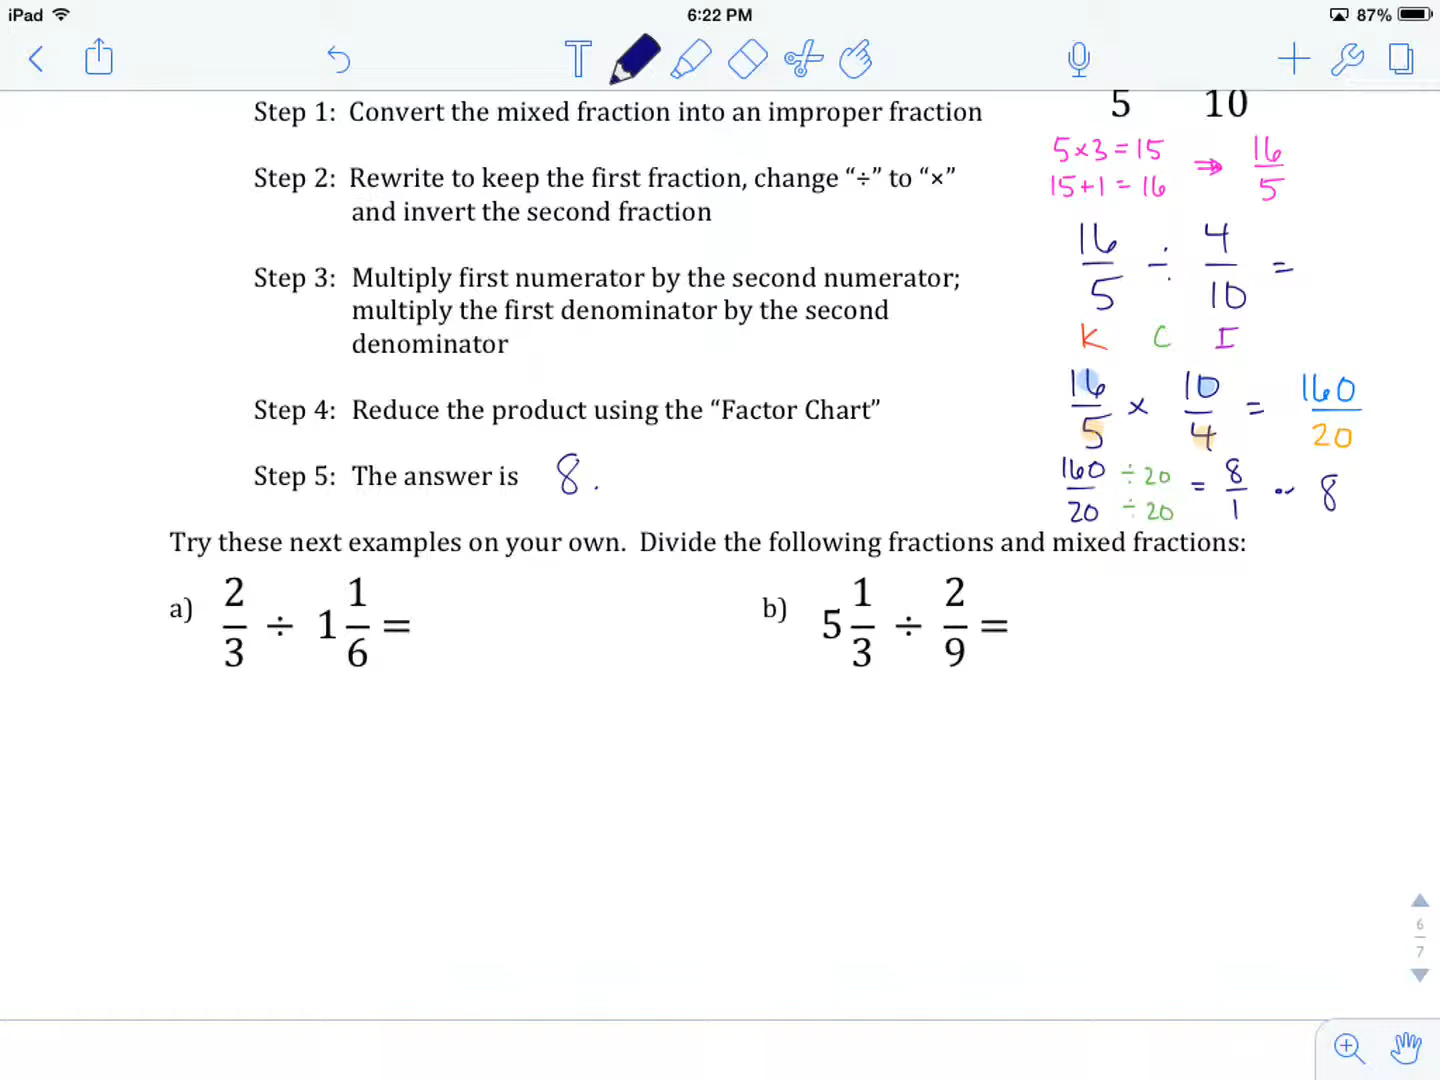 iPad 6:22 PM 87%
T
Step 1: Convert the mixed fraction into an improper fraction
5 10
5×3=15 ⇒ 16/5
15+1=16
Step 2: Rewrite to keep the first fraction, change “÷” to “×”
and invert the second fraction
16/5 ÷ 4/10 =
Step 3: Multiply first numerator by the second numerator;
multiply the first denominator by the second
denominator
K C I
16/5 × 10/4 = 160/20
Step 4: Reduce the product using the “Factor Chart”
Step 5: The answer is 8.
160/20 ÷20/÷20 = 8/1 or 8
Try these next examples on your own. Divide the following fractions and mixed fractions:
a) 2/3 ÷ 1 1/6 =
b) 5 1/3 ÷ 2/9 =
6/7